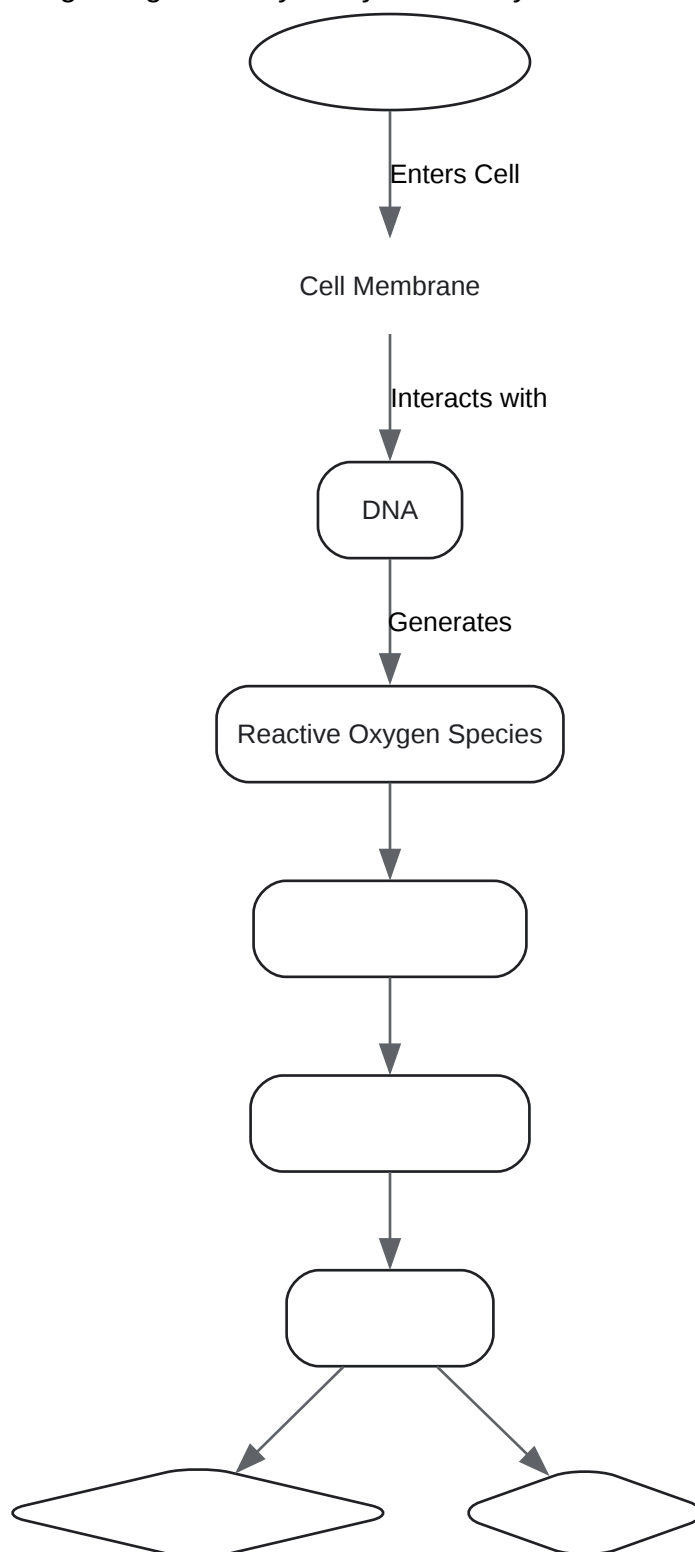 Enters Cell
Cell Membrane
Interacts with
DNA
Generates
Reactive Oxygen Species